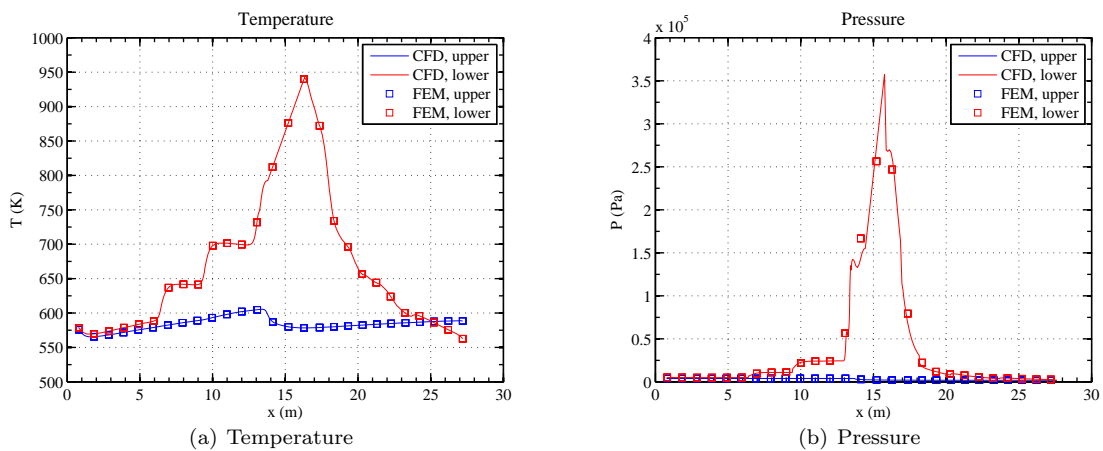 Temperature
1000
950
900
850
800
750
700
650
600
550
500
T (K)
0 5 10 15 20 25 30
x (m)
CFD, upper
CFD, lower
FEM, upper
FEM, lower
(a) Temperature
Pressure
x 10^5
4
3.5
3
2.5
2
1.5
1
0.5
0
P (Pa)
0 5 10 15 20 25 30
x (m)
CFD, upper
CFD, lower
FEM, upper
FEM, lower
(b) Pressure